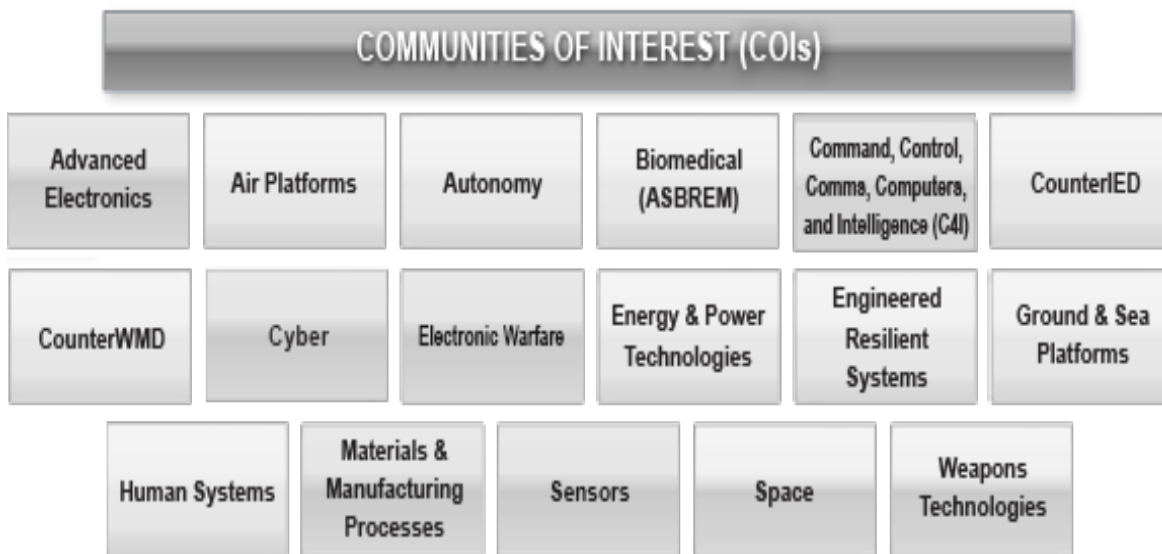 COMMUNITIES OF INTEREST (COIs)
Advanced
Electronics
Air Platforms
Autonomy
Biomedical
(ASBREM)
Command, Control,
Comms, Computers,
and Intelligence (C4I)
CounterIED
CounterWMD
Cyber
Electronic Warfare
Energy & Power
Technologies
Engineered
Resilient
Systems
Ground & Sea
Platforms
Human Systems
Materials &
Manufacturing
Processes
Sensors
Space
Weapons
Technologies